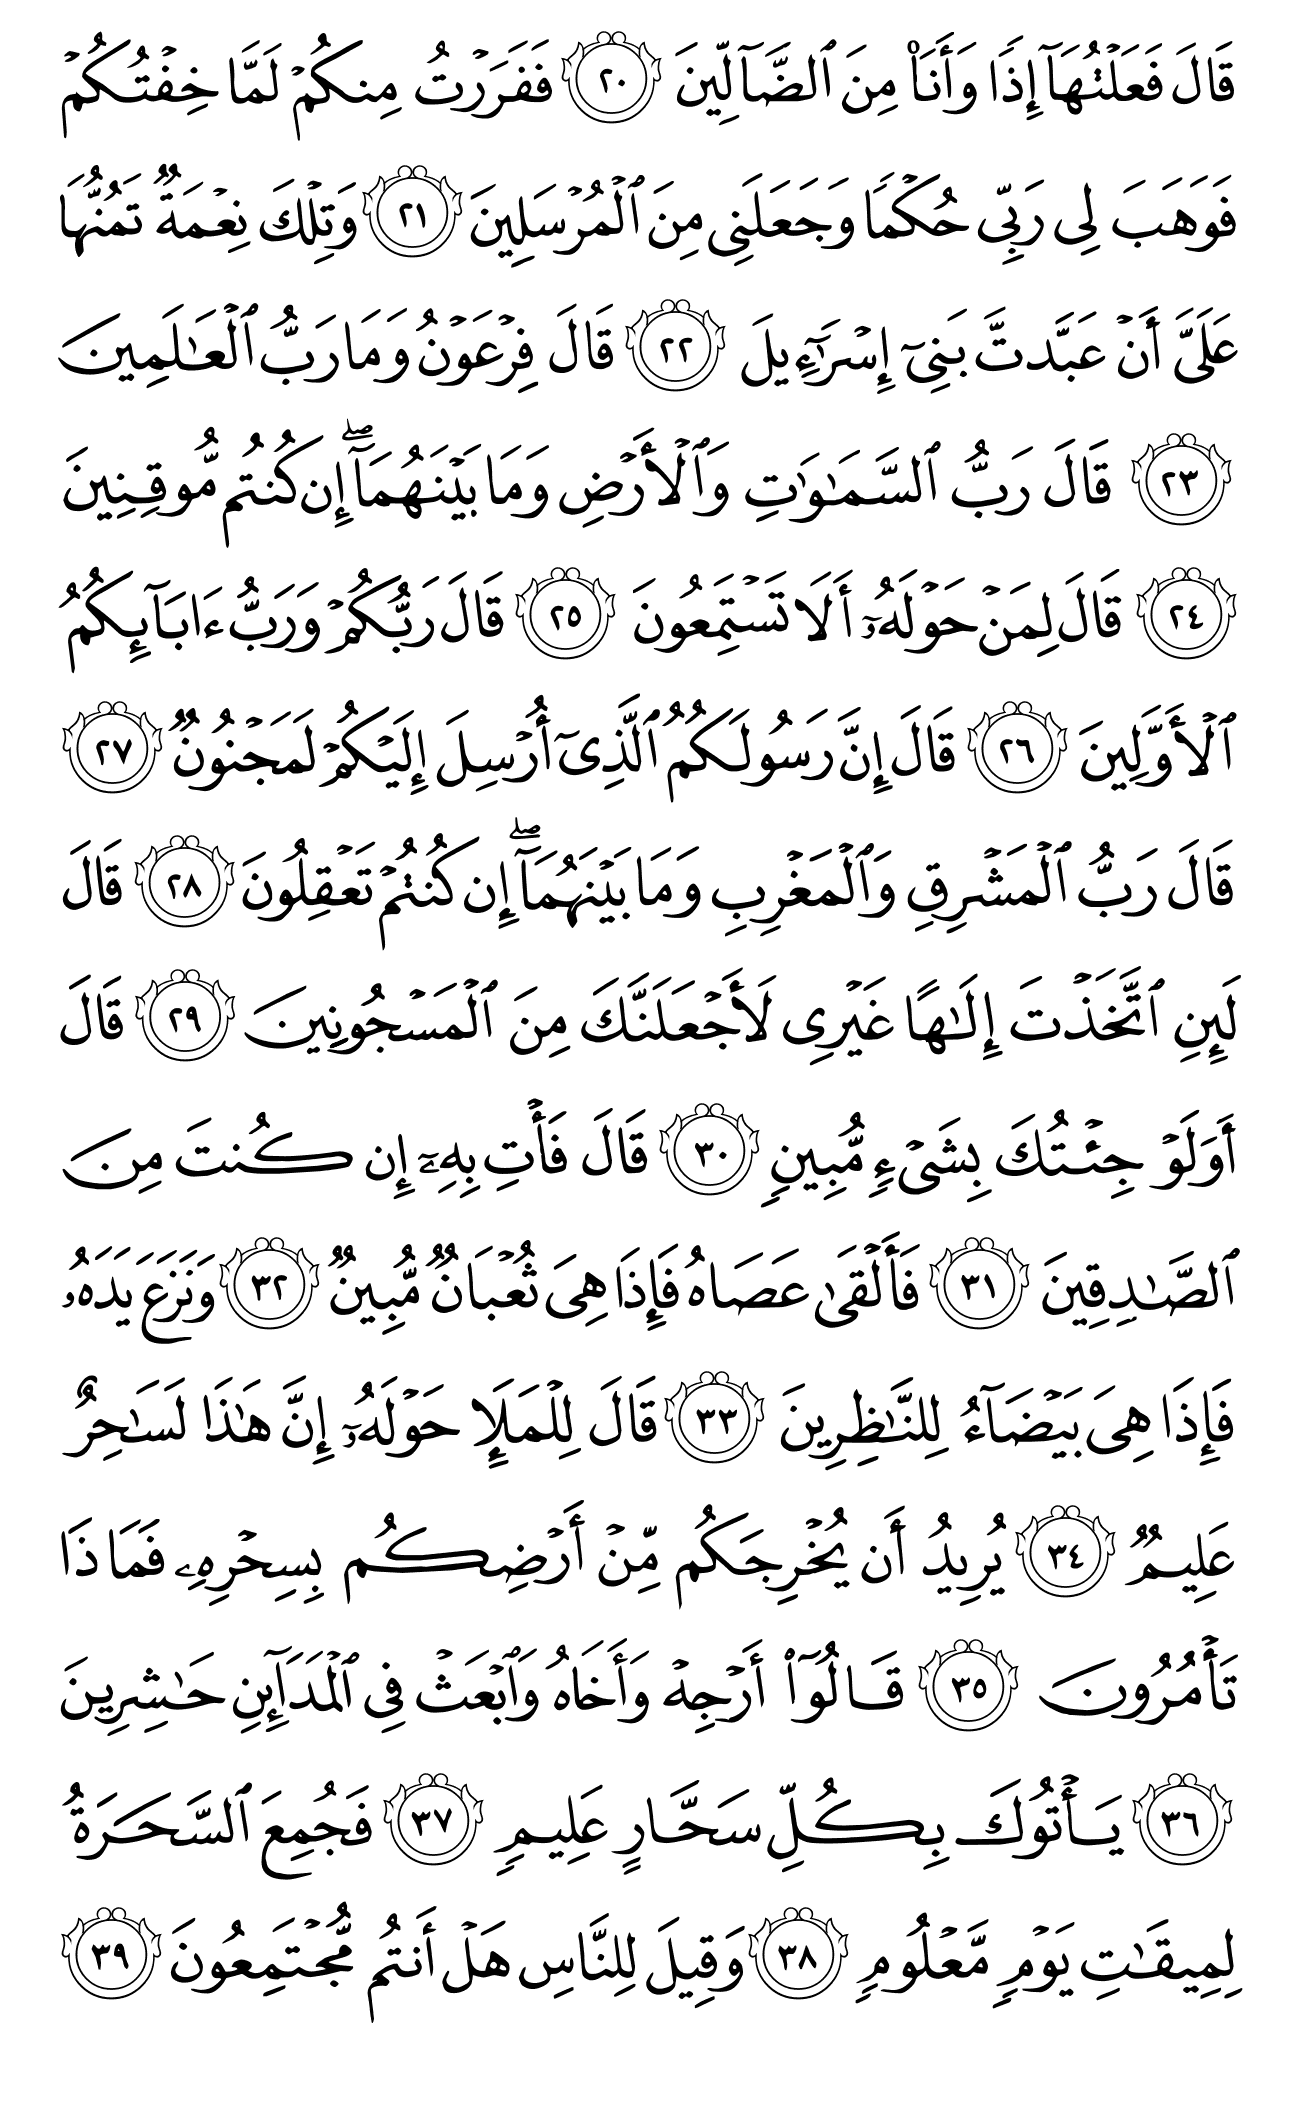 قَالَ فَعَلۡتُهَآ إِذٗا وَأَنَا۠ مِنَ ٱلضَّآلِّينَ ٢٠ فَفَرَرۡتُ مِنكُمۡ لَمَّا خِفۡتُكُمۡ
فَوَهَبَ لِي رَبِّي حُكۡمٗا وَجَعَلَنِي مِنَ ٱلۡمُرۡسَلِينَ ٢١ وَتِلۡكَ نِعۡمَةٞ تَمُنُّهَا
عَلَيَّ أَنۡ عَبَّدتَّ بَنِيٓ إِسۡرَٰٓءِيلَ ٢٢ قَالَ فِرۡعَوۡنُ وَمَا رَبُّ ٱلۡعَٰلَمِينَ
٢٣ قَالَ رَبُّ ٱلسَّمَٰوَٰتِ وَٱلۡأَرۡضِ وَمَا بَيۡنَهُمَآۖ إِن كُنتُم مُّوقِنِينَ
٢٤ قَالَ لِمَنۡ حَوۡلَهُۥٓ أَلَا تَسۡتَمِعُونَ ٢٥ قَالَ رَبُّكُمۡ وَرَبُّ ءَابَآئِكُمُ
ٱلۡأَوَّلِينَ ٢٦ قَالَ إِنَّ رَسُولَكُمُ ٱلَّذِيٓ أُرۡسِلَ إِلَيۡكُمۡ لَمَجۡنُونٞ ٢٧
قَالَ رَبُّ ٱلۡمَشۡرِقِ وَٱلۡمَغۡرِبِ وَمَا بَيۡنَهُمَآۖ إِن كُنتُمۡ تَعۡقِلُونَ ٢٨ قَالَ
لَئِنِ ٱتَّخَذۡتَ إِلَٰهًا غَيۡرِي لَأَجۡعَلَنَّكَ مِنَ ٱلۡمَسۡجُونِينَ ٢٩ قَالَ
أَوَلَوۡ جِئۡتُكَ بِشَيۡءٖ مُّبِينٖ ٣٠ قَالَ فَأۡتِ بِهِۦٓ إِن كُنتَ مِنَ
ٱلصَّٰدِقِينَ ٣١ فَأَلۡقَىٰ عَصَاهُ فَإِذَا هِيَ ثُعۡبَانٞ مُّبِينٞ ٣٢ وَنَزَعَ يَدَهُۥ
فَإِذَا هِيَ بَيۡضَآءُ لِلنَّٰظِرِينَ ٣٣ قَالَ لِلۡمَلَإِ حَوۡلَهُۥٓ إِنَّ هَٰذَا لَسَٰحِرٌ
عَلِيمٞ ٣٤ يُرِيدُ أَن يُخۡرِجَكُم مِّنۡ أَرۡضِكُم بِسِحۡرِهِۦ فَمَاذَا
تَأۡمُرُونَ ٣٥ قَالُوٓاْ أَرۡجِهۡ وَأَخَاهُ وَٱبۡعَثۡ فِي ٱلۡمَدَآئِنِ حَٰشِرِينَ
٣٦ يَأۡتُوكَ بِكُلِّ سَحَّارٍ عَلِيمٖ ٣٧ فَجُمِعَ ٱلسَّحَرَةُ
لِمِيقَٰتِ يَوۡمٖ مَّعۡلُومٖ ٣٨ وَقِيلَ لِلنَّاسِ هَلۡ أَنتُم مُّجۡتَمِعُونَ ٣٩